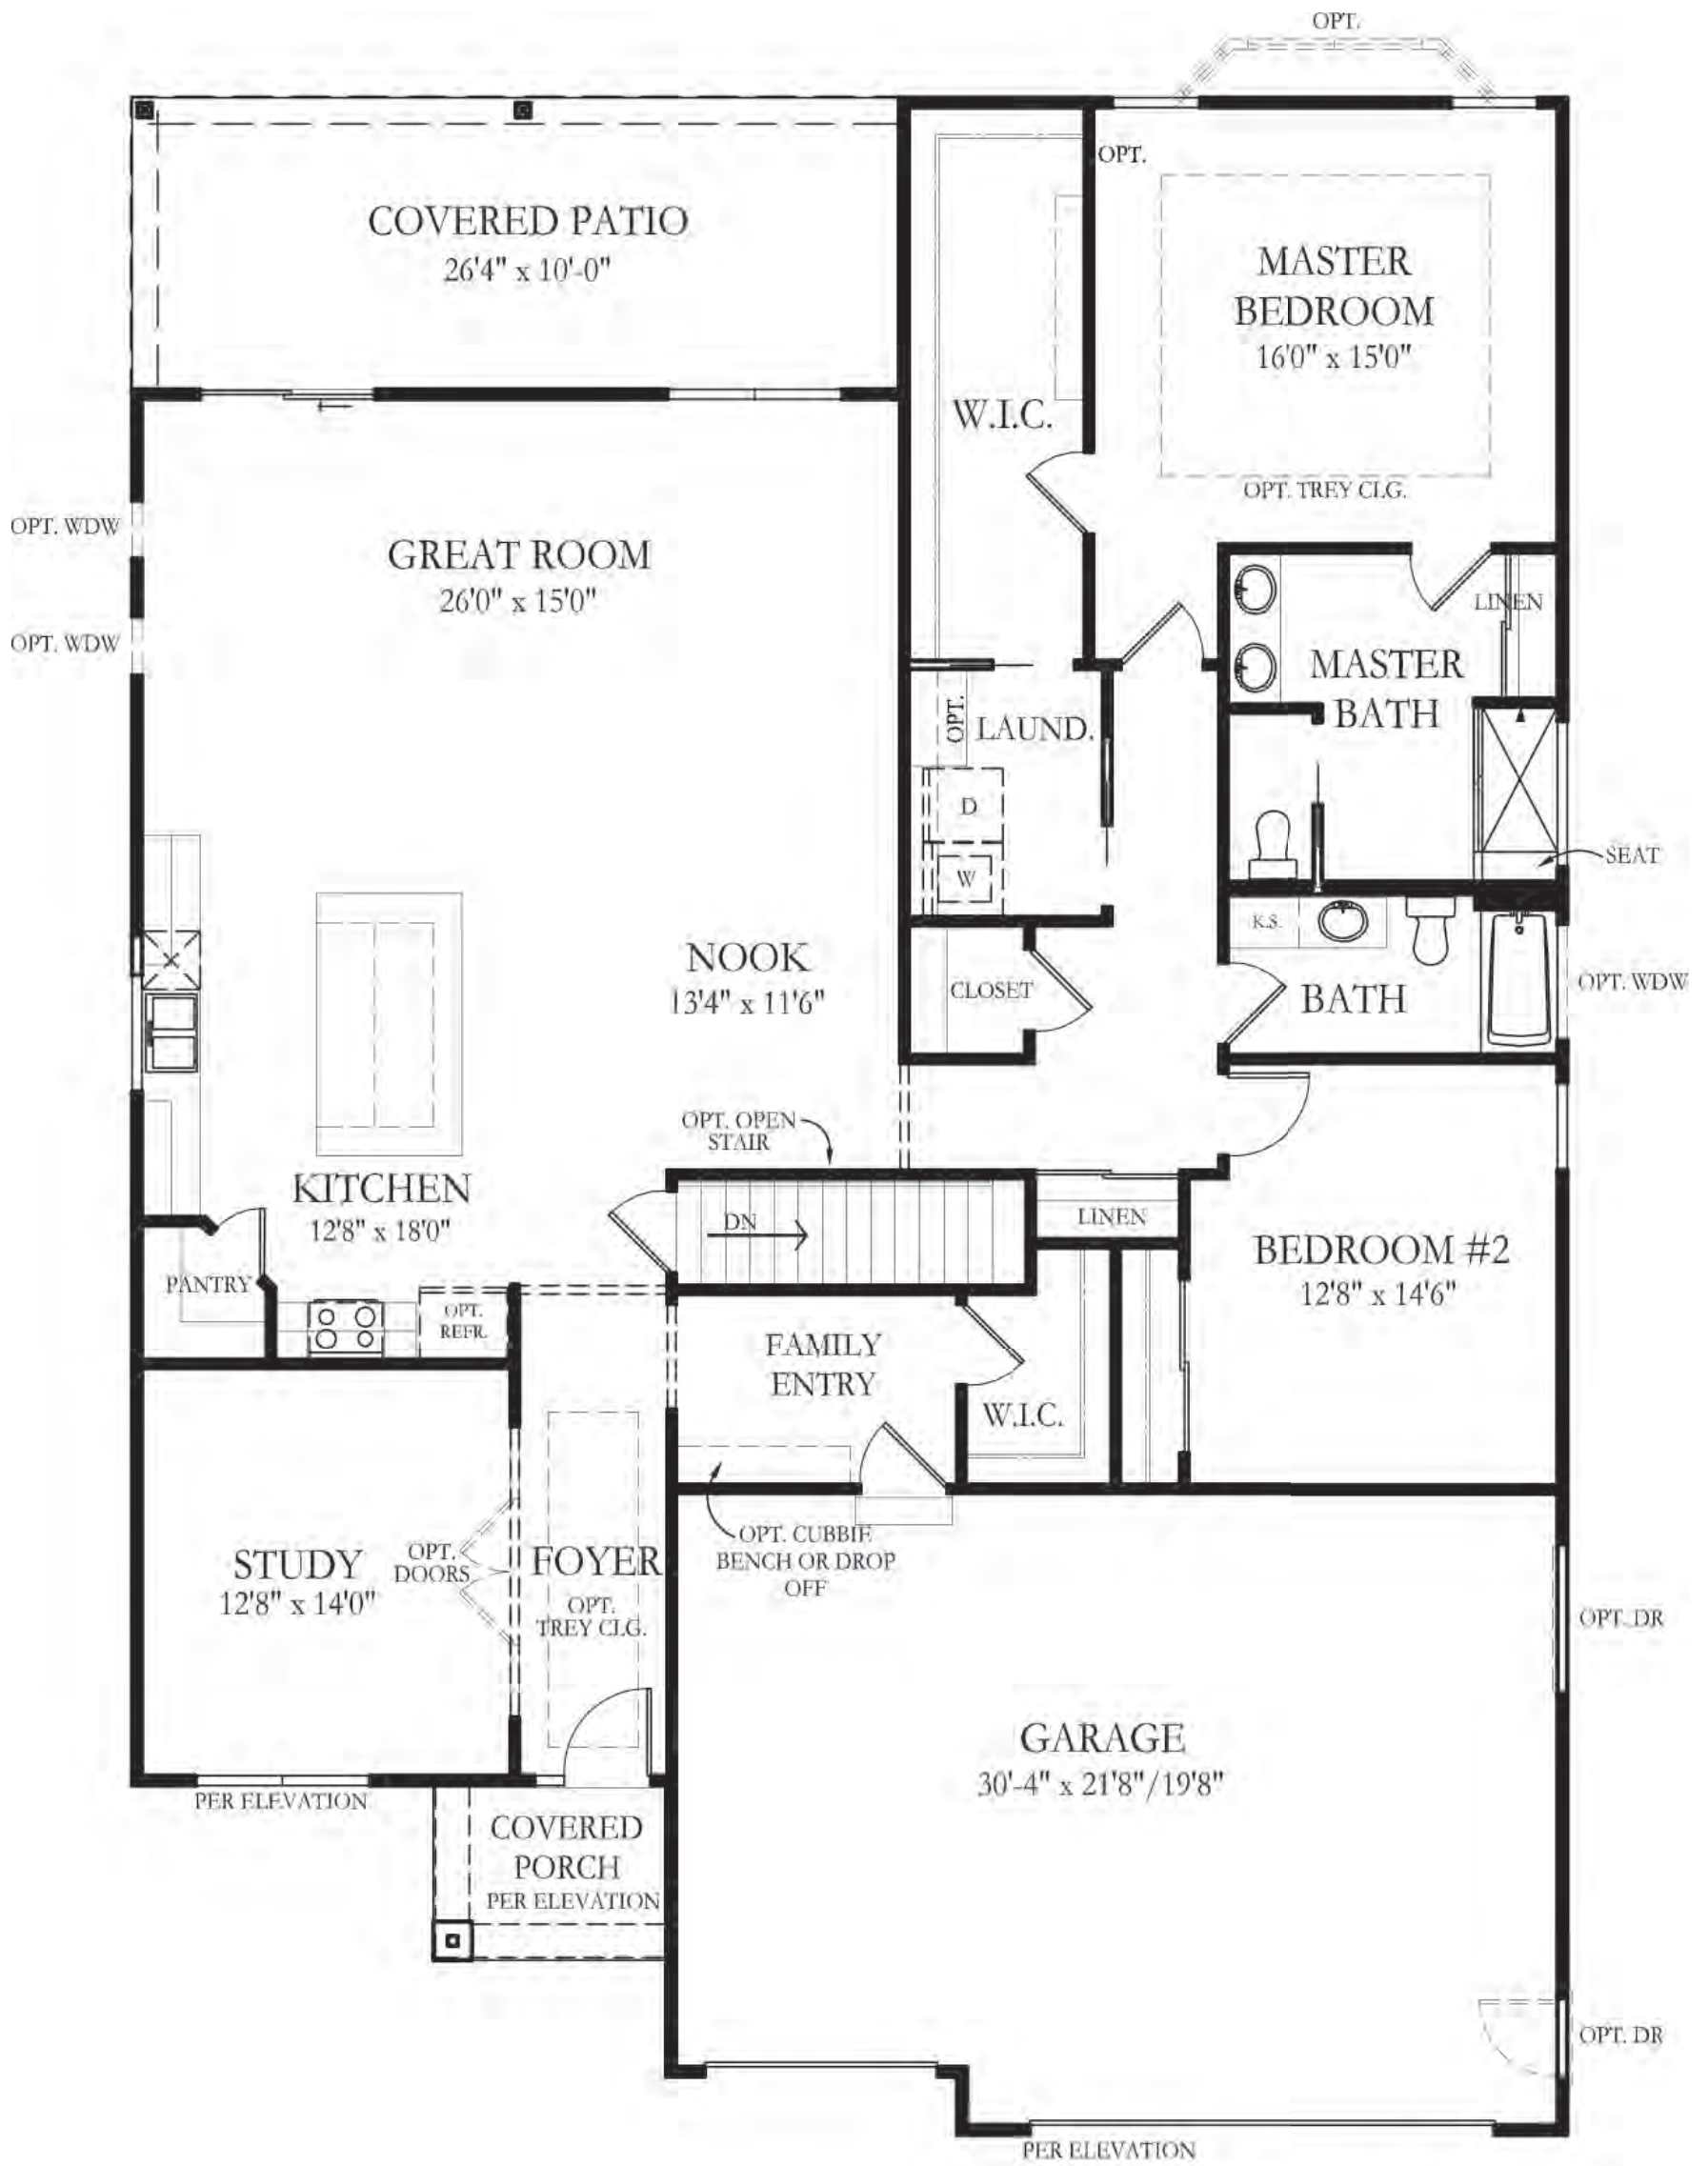 OPT.
OPT.
COVERED PATIO
26'4" x 10'-0"
MASTER
BEDROOM
16'0" x 15'0"
W.I.C.
OPT. TREY CLG.
OPT. WDW
GREAT ROOM
26'0" x 15'0"
OPT. WDW
LINEN
MASTER
BATH
OPT.
LAUND.
D
W
SEAT
K.S.
NOOK
13'4" x 11'6"
CLOSET
BATH
OPT. WDW
OPT. OPEN
STAIR
KITCHEN
12'8" x 18'0"
DN
LINEN
BEDROOM #2
12'8" x 14'6"
PANTRY
OPT.
REFR.
FAMILY
ENTRY
W.I.C.
OPT. CUBBIE
BENCH OR DROP
OFF
STUDY
12'8" x 14'0"
OPT.
DOORS
FOYER
OPT.
TREY CLG.
OPT. DR
GARAGE
30'-4" x 21'8"/19'8"
PER ELEVATION
COVERED
PORCH
PER ELEVATION
OPT. DR
PER ELEVATION